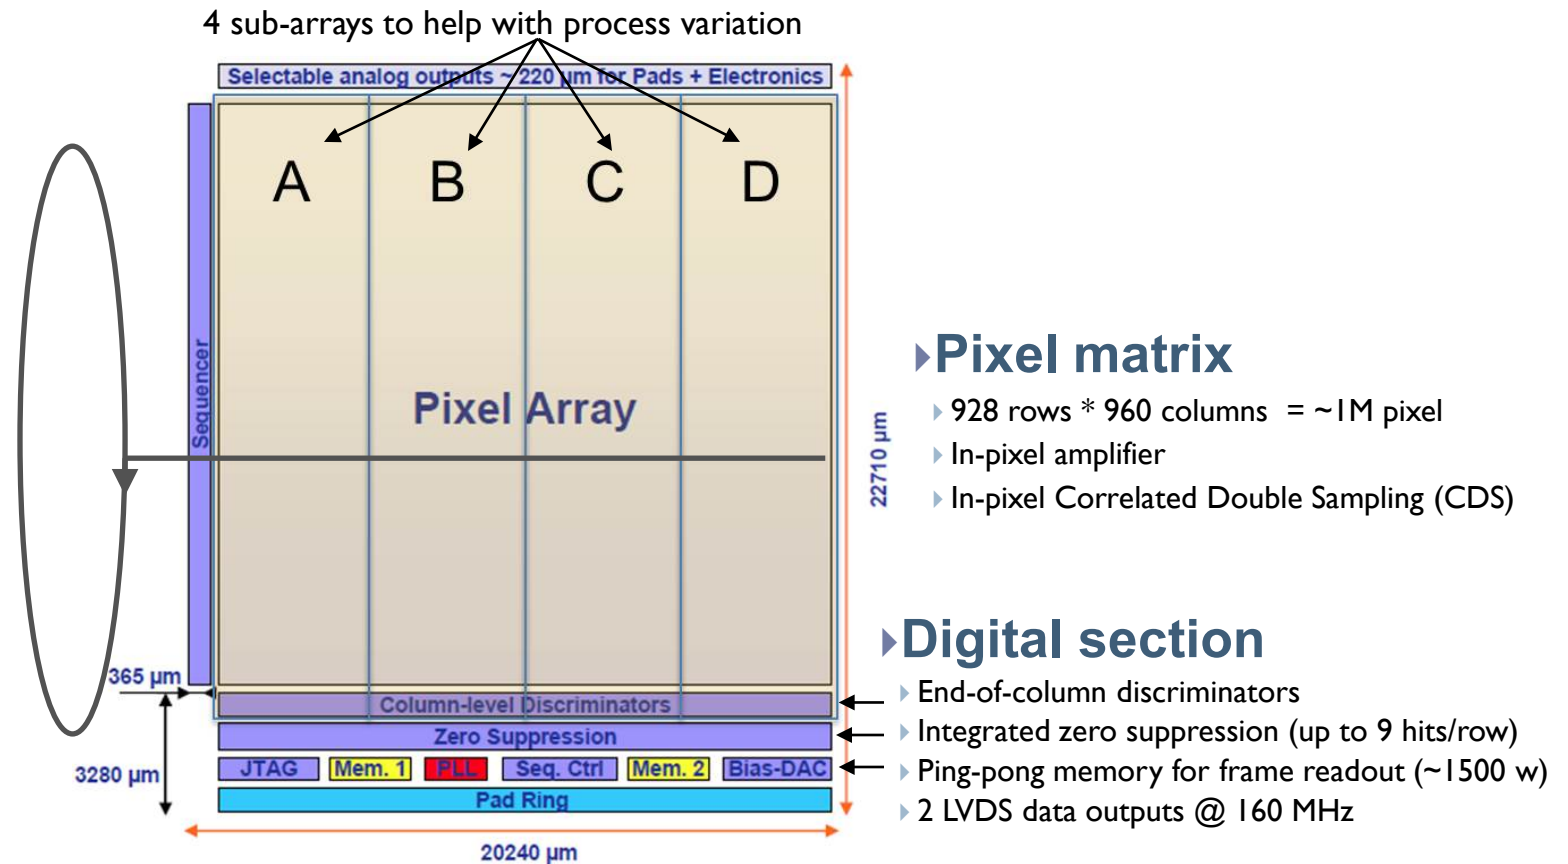 4 sub-arrays to help with process variation
Selectable analog outputs ~ 220 µm for Pads + Electronics
A B C D
Sequencer
Pixel Array
22710 µm
365 µm
Column-level Discriminators
Zero Suppression
3280 µm
JTAG Mem. 1 PLL Seq. Ctrl Mem. 2 Bias-DAC
Pad Ring
20240 µm
Pixel matrix
928 rows * 960 columns = ~1M pixel
In-pixel amplifier
In-pixel Correlated Double Sampling (CDS)
Digital section
End-of-column discriminators
Integrated zero suppression (up to 9 hits/row)
Ping-pong memory for frame readout (~1500 w)
2 LVDS data outputs @ 160 MHz